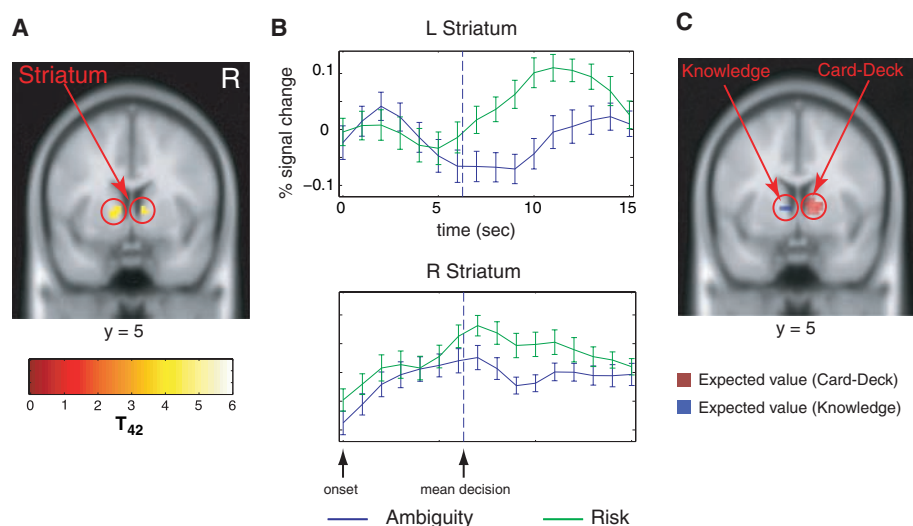 A
Striatum
R
y = 5
0 1 2 3 4 5 6
T42
B
L Striatum
% signal change
0.1
0
−0.1
0 5 10 15
time (sec)
R Striatum
onset
mean decision
Ambiguity
Risk
C
Knowledge
Card-Deck
y = 5
Expected value (Card-Deck)
Expected value (Knowledge)